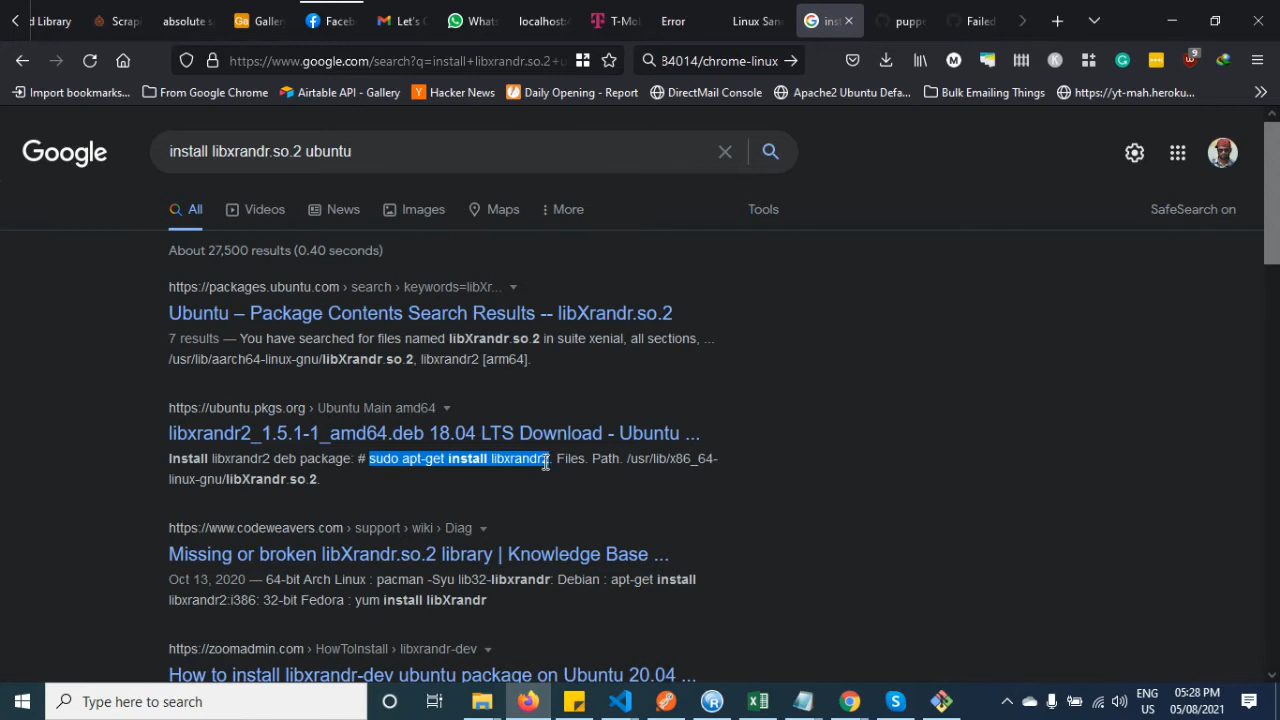 d Library
Scrapi
absolute s
Galler
Faceb
Let's C
Whats
localhost/
T-Mol
Error
Linux San
inst
pupp
Failed
https://www.google.com/search?q=install+libxrandr.so.2+u
34014/chrome-linux
9
Import bookmarks...
From Google Chrome
Airtable API - Gallery
Hacker News
Daily Opening - Report
DirectMail Console
Apache2 Ubuntu Defa...
Bulk Emailing Things
https://yt-mah.heroku...
Google
install libxrandr.so.2 ubuntu
All
Videos
News
Images
Maps
More
Tools
SafeSearch on
About 27,500 results (0.40 seconds)
https://packages.ubuntu.com › search › keywords=libXr...
Ubuntu – Package Contents Search Results -- libXrandr.so.2
7 results — You have searched for files named libXrandr.so.2 in suite xenial, all sections, ...
/usr/lib/aarch64-linux-gnu/libXrandr.so.2, libxrandr2 [arm64].
https://ubuntu.pkgs.org › Ubuntu Main amd64
libxrandr2_1.5.1-1_amd64.deb 18.04 LTS Download - Ubuntu ...
Install libxrandr2 deb package: # sudo apt-get install libxrandr2. Files. Path. /usr/lib/x86_64-
linux-gnu/libXrandr.so.2.
https://www.codeweavers.com › support › wiki › Diag
Missing or broken libXrandr.so.2 library | Knowledge Base ...
Oct 13, 2020 — 64-bit Arch Linux : pacman -Syu lib32-libxrandr: Debian : apt-get install
libxrandr2:i386: 32-bit Fedora : yum install libXrandr
https://zoomadmin.com › HowToInstall › libxrandr-dev
How to install libxrandr-dev ubuntu package on Ubuntu 20.04 ...
Type here to search
ENG
US
05:28 PM
05/08/2021